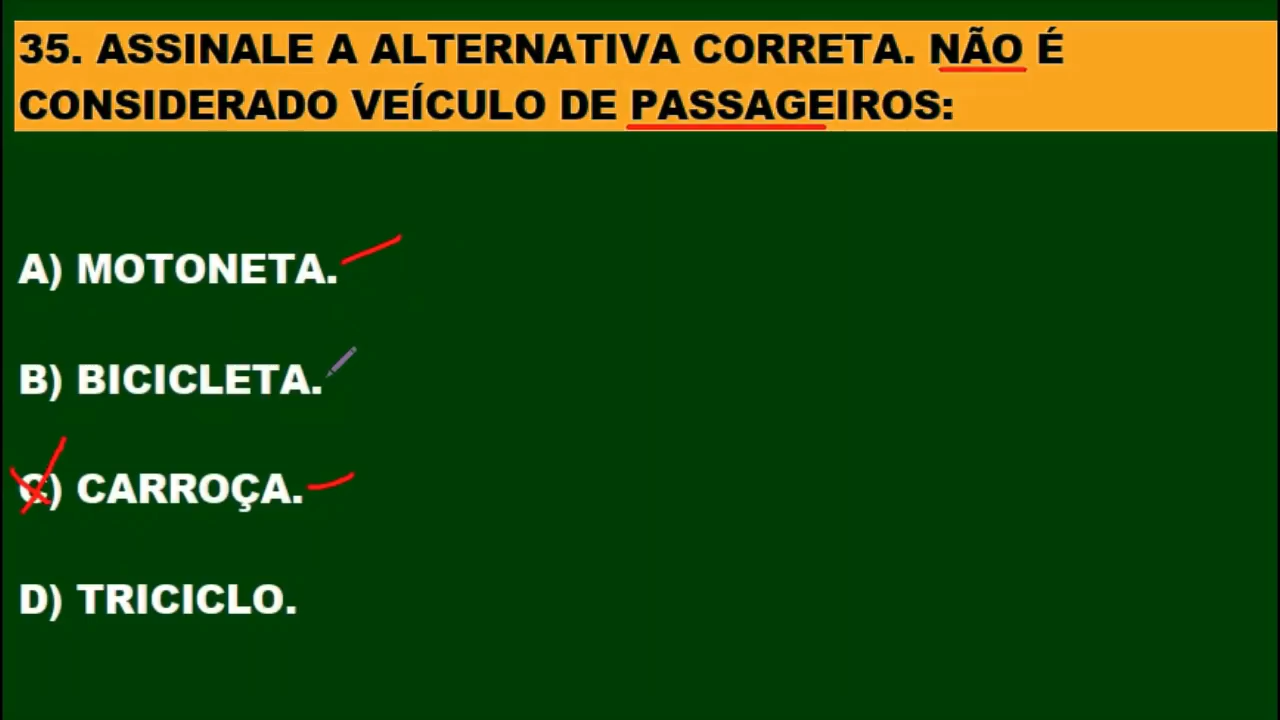 35. ASSINALE A ALTERNATIVA CORRETA. NÃO É
CONSIDERADO VEÍCULO DE PASSAGEIROS:
A) MOTONETA.
B) BICICLETA.
C) CARROÇA.
D) TRICICLO.